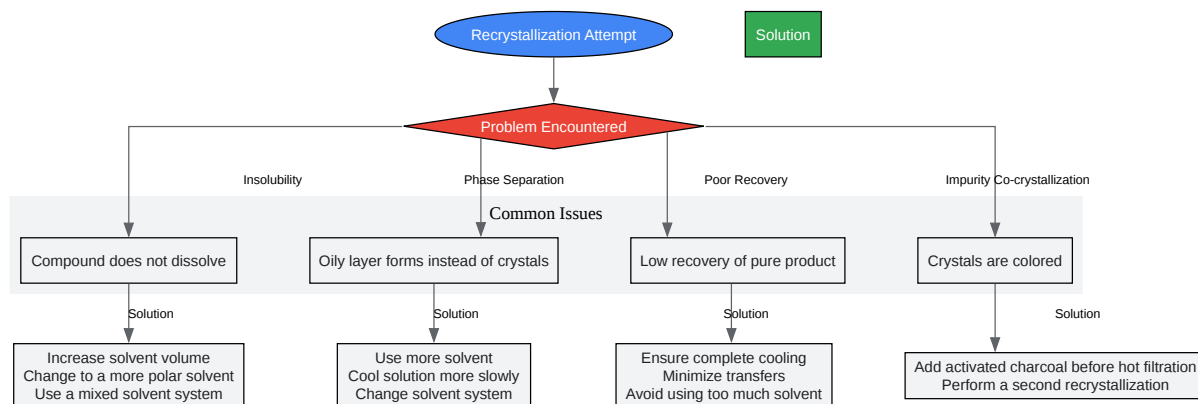 Recrystallization Attempt
Solution
Problem Encountered
Insolubility
Phase Separation
Poor Recovery
Impurity Co-crystallization
Common Issues
Compound does not dissolve
Oily layer forms instead of crystals
Low recovery of pure product
Crystals are colored
Solution
Solution
Solution
Solution
Increase solvent volume
Change to a more polar solvent
Use a mixed solvent system
Use more solvent
Cool solution more slowly
Change solvent system
Ensure complete cooling
Minimize transfers
Avoid using too much solvent
Add activated charcoal before hot filtration
Perform a second recrystallization